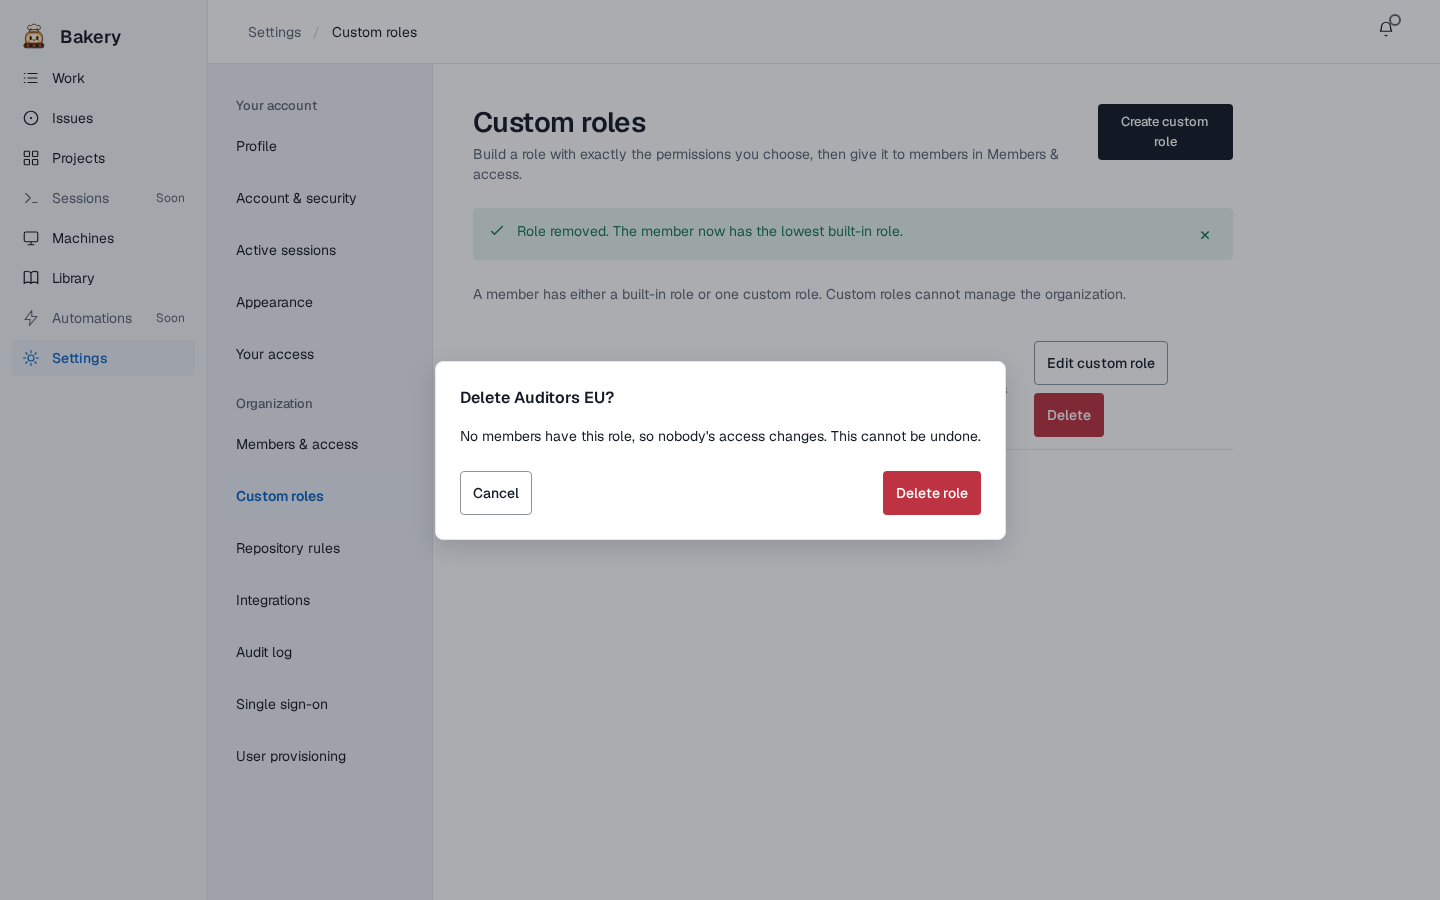 Bakery
Work
Issues
Projects
Sessions Soon
Machines
Library
Automations Soon
Settings
Settings / Custom roles
Your account
Profile
Account & security
Active sessions
Appearance
Your access
Organization
Members & access
Custom roles
Repository rules
Integrations
Audit log
Single sign-on
User provisioning
Custom roles
Build a role with exactly the permissions you choose, then give it to members in Members &
access.
Create custom
role
Role removed. The member now has the lowest built-in role.
A member has either a built-in role or one custom role. Custom roles cannot manage the organization.
Edit custom role
Delete
Delete Auditors EU?
No members have this role, so nobody's access changes. This cannot be undone.
Cancel
Delete role